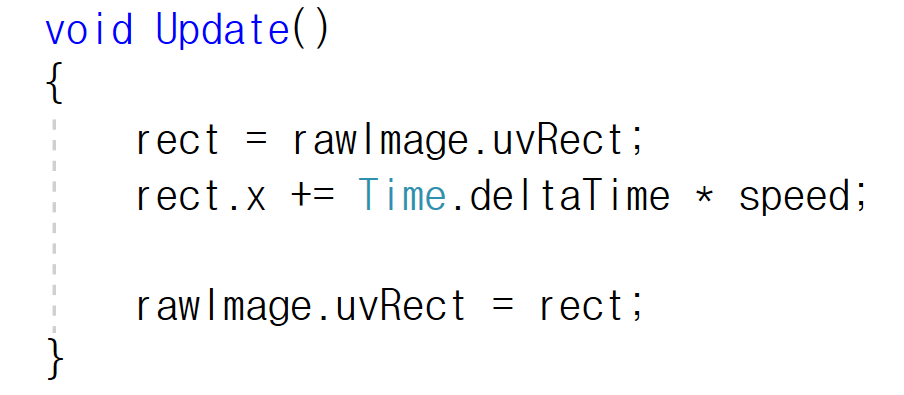 void Update()
{
rect = rawImage.uvRect;
rect.x += Time.deltaTime * speed;
rawImage.uvRect = rect;
}